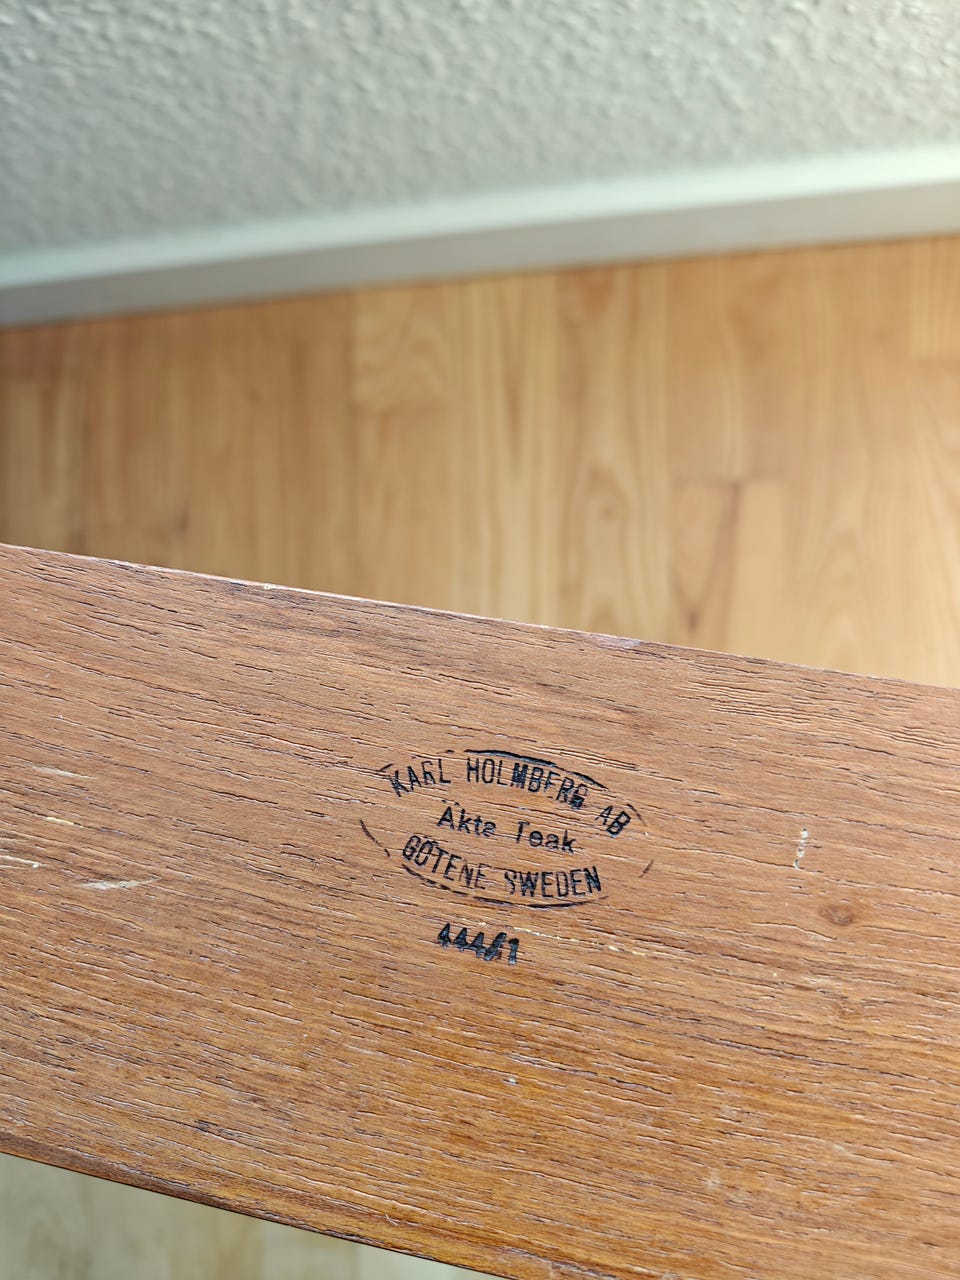 KARL HOLMBERG AB
Äkta Teak
GÖTENE SWEDEN
444/1